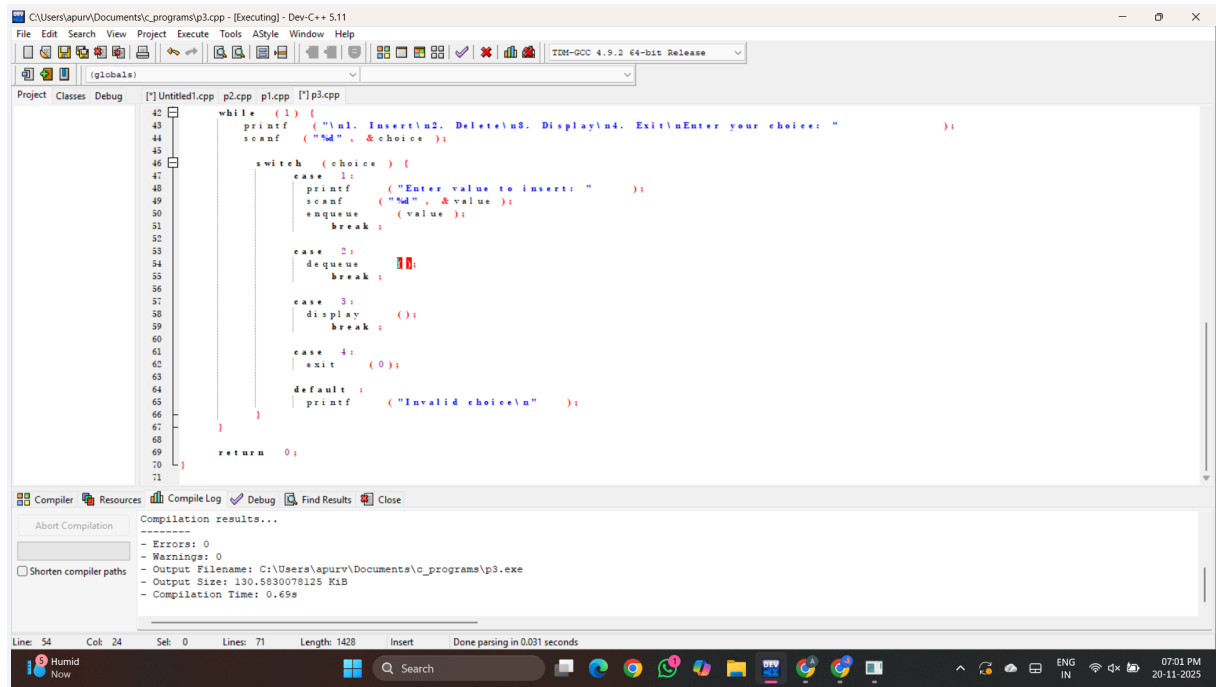 C:\Users\apurv\Documents\c_programs\p3.cpp - [Executing] - Dev-C++ 5.11
File Edit Search View Project Execute Tools AStyle Window Help
TDM-GCC 4.9.2 64-bit Release
(globals)
Project Classes Debug [*] Untitled1.cpp p2.cpp p1.cpp [*] p3.cpp
42 while (1) {
43 printf ("\n1. Insert\n2. Delete\n3. Display\n4. Exit\nEnter your choice: " );
44 scanf ("%d", &choice );
45
46 switch (choice ) {
47 case 1:
48 printf ("Enter value to insert: " );
49 scanf ("%d", &value );
50 enqueue (value );
51 break ;
52
53 case 2:
54 dequeue ();
55 break ;
56
57 case 3:
58 display ();
59 break ;
60
61 case 4:
62 exit (0);
63
64 default :
65 printf ("Invalid choice\n" );
66 }
67 }
68
69 return 0;
70 }
71
Compiler Resources Compile Log Debug Find Results Close
Abort Compilation
Shorten compiler paths
Compilation results...
--------
- Errors: 0
- Warnings: 0
- Output Filename: C:\Users\apurv\Documents\c_programs\p3.exe
- Output Size: 130.5830078125 KiB
- Compilation Time: 0.69s
Line: 54 Col: 24 Sel: 0 Lines: 71 Length: 1428 Insert Done parsing in 0.031 seconds
5 Humid
Now
Search
DEV
ENG
IN
07:01 PM
20-11-2025